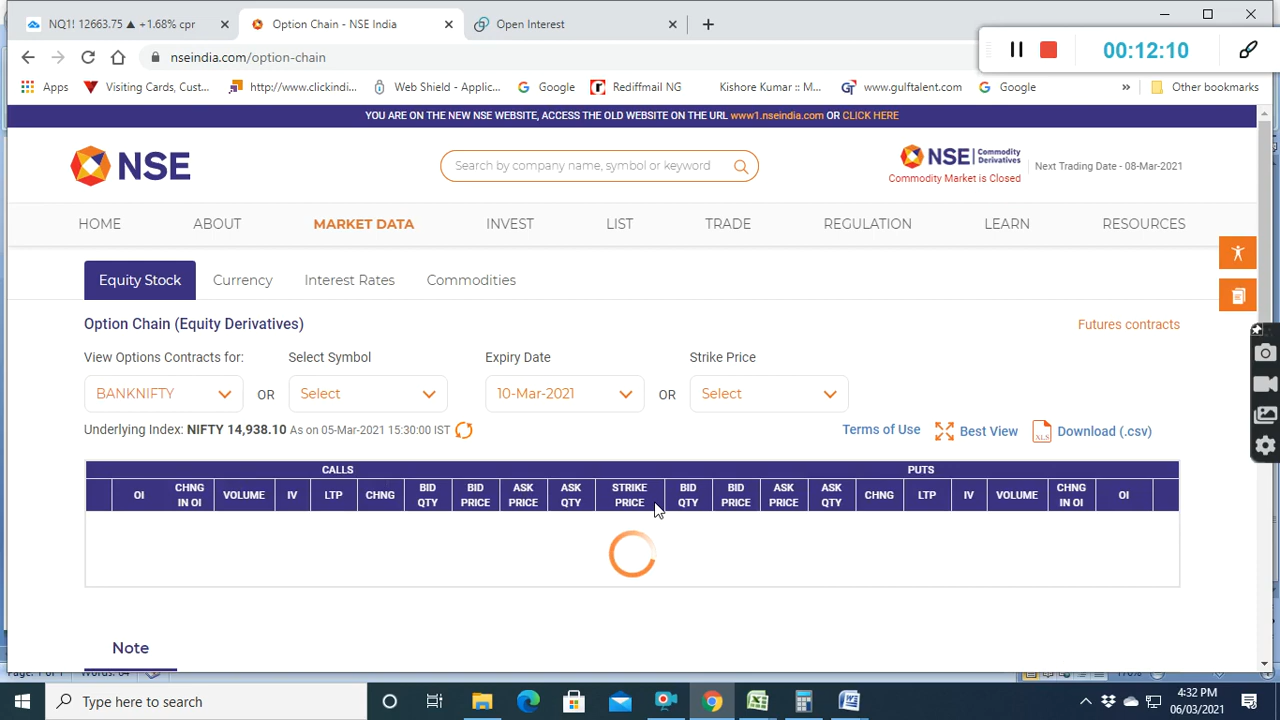 NQ1! 12663.75 ▲ +1.68% cpr
Option Chain - NSE India
Open Interest
nseindia.com/option-chain
00:12:10
Apps
Visiting Cards, Cust...
http://www.clickindi...
Web Shield - Applic...
Google
Rediffmail NG
Kishore Kumar :: M...
www.gulftalent.com
Google
»
Other bookmarks
YOU ARE ON THE NEW NSE WEBSITE, ACCESS THE OLD WEBSITE ON THE URL www1.nseindia.com OR CLICK HERE
NSE
Search by company name, symbol or keyword
NSE Commodity Derivatives
Commodity Market is Closed
Next Trading Date - 08-Mar-2021
HOME ABOUT MARKET DATA INVEST LIST TRADE REGULATION LEARN RESOURCES
Equity Stock Currency Interest Rates Commodities
Option Chain (Equity Derivatives)
Futures contracts
View Options Contracts for: Select Symbol Expiry Date Strike Price
BANKNIFTY OR Select 10-Mar-2021 OR Select
Underlying Index: NIFTY 14,938.10 As on 05-Mar-2021 15:30:00 IST
Terms of Use Best View XLS Download (.csv)
CALLS PUTS
OI CHNG IN OI VOLUME IV LTP CHNG BID QTY BID PRICE ASK PRICE ASK QTY STRIKE PRICE BID QTY BID PRICE ASK PRICE ASK QTY CHNG LTP IV VOLUME CHNG IN OI OI
Note
Type here to search
4:32 PM
06/03/2021